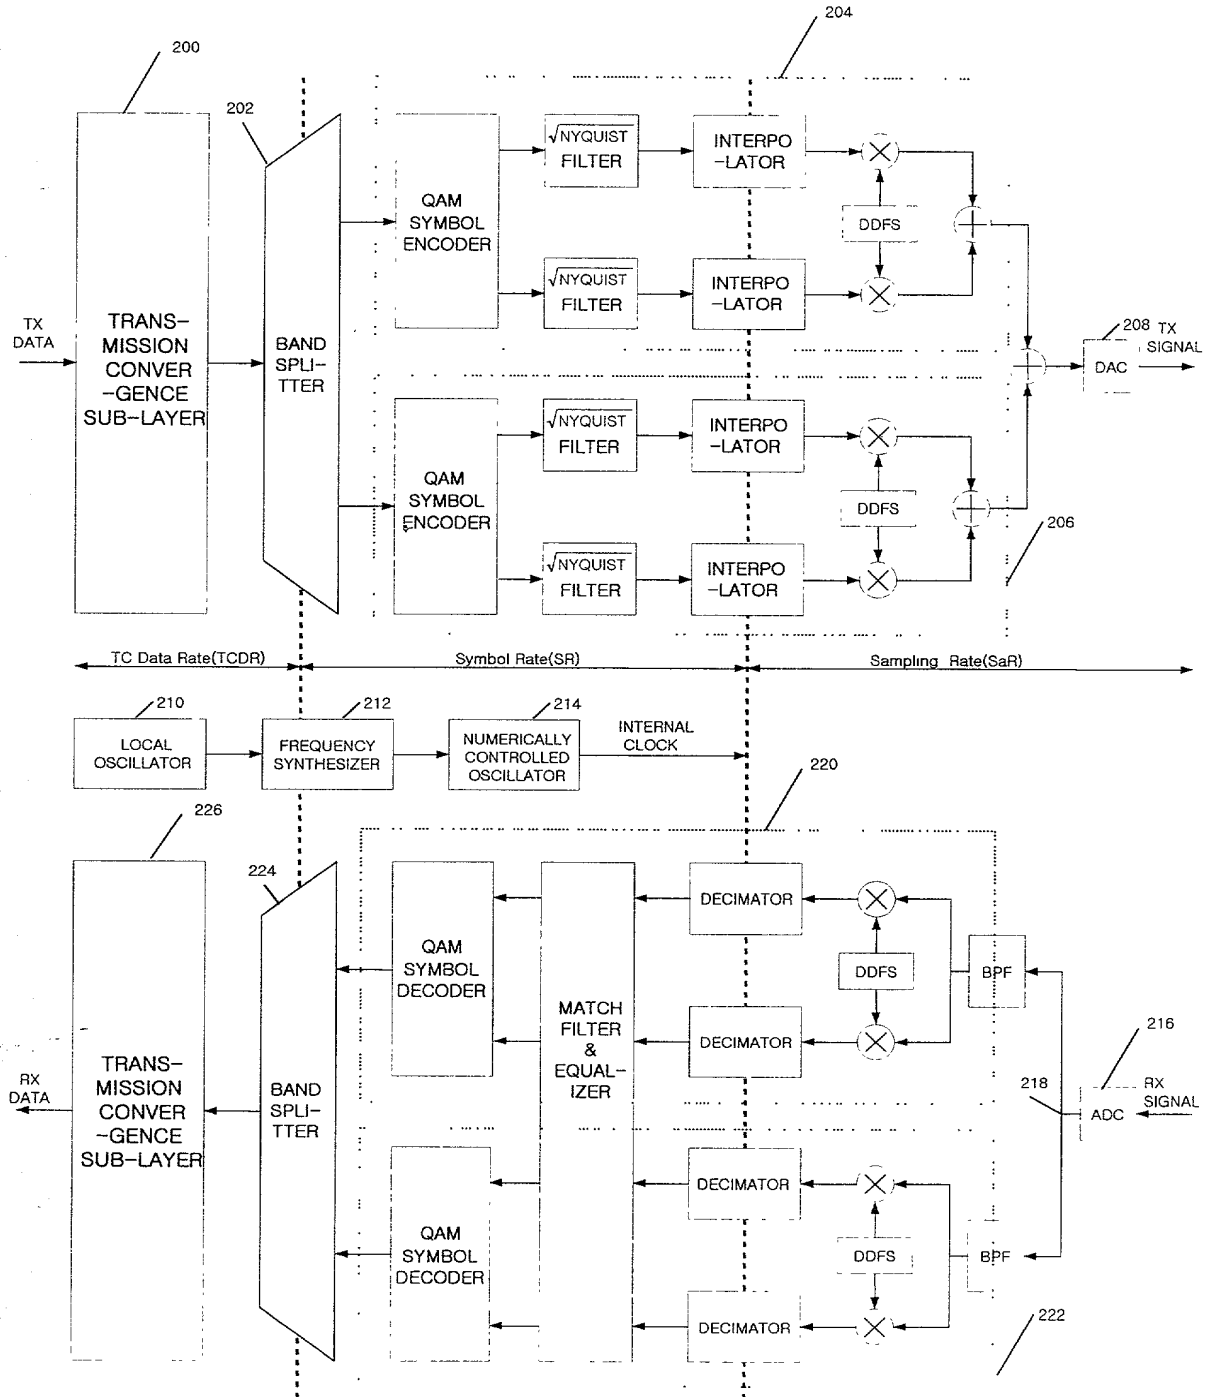 200
204
202
√NYQUIST
FILTER
INTERPO
-LATOR
QAM
SYMBOL
ENCODER
DDFS
√NYQUIST
FILTER
INTERPO
-LATOR
TX
DATA
TRANS-
MISSION
CONVER
-GENCE
SUB-LAYER
BAND
SPLI-
TTER
208
TX
SIGNAL
DAC
√NYQUIST
FILTER
INTERPO
-LATOR
QAM
SYMBOL
ENCODER
DDFS
206
√NYQUIST
FILTER
INTERPO
-LATOR
TC Data Rate(TCDR)
Symbol Rate(SR)
Sampling Rate(SaR)
210
212
214
LOCAL
OSCILLATOR
FREQUENCY
SYNTHESIZER
NUMERICALLY
CONTROLLED
OSCILLATOR
INTERNAL
CLOCK
220
226
224
DECIMATOR
QAM
SYMBOL
DECODER
DDFS
BPF
DECIMATOR
MATCH
FILTER
&
EQUAL-
IZER
216
218
RX
SIGNAL
ADC
RX
DATA
TRANS-
MISSION
CONVER
-GENCE
SUB-LAYER
BAND
SPLI-
TTER
DECIMATOR
QAM
SYMBOL
DECODER
DDFS
BPF
DECIMATOR
222